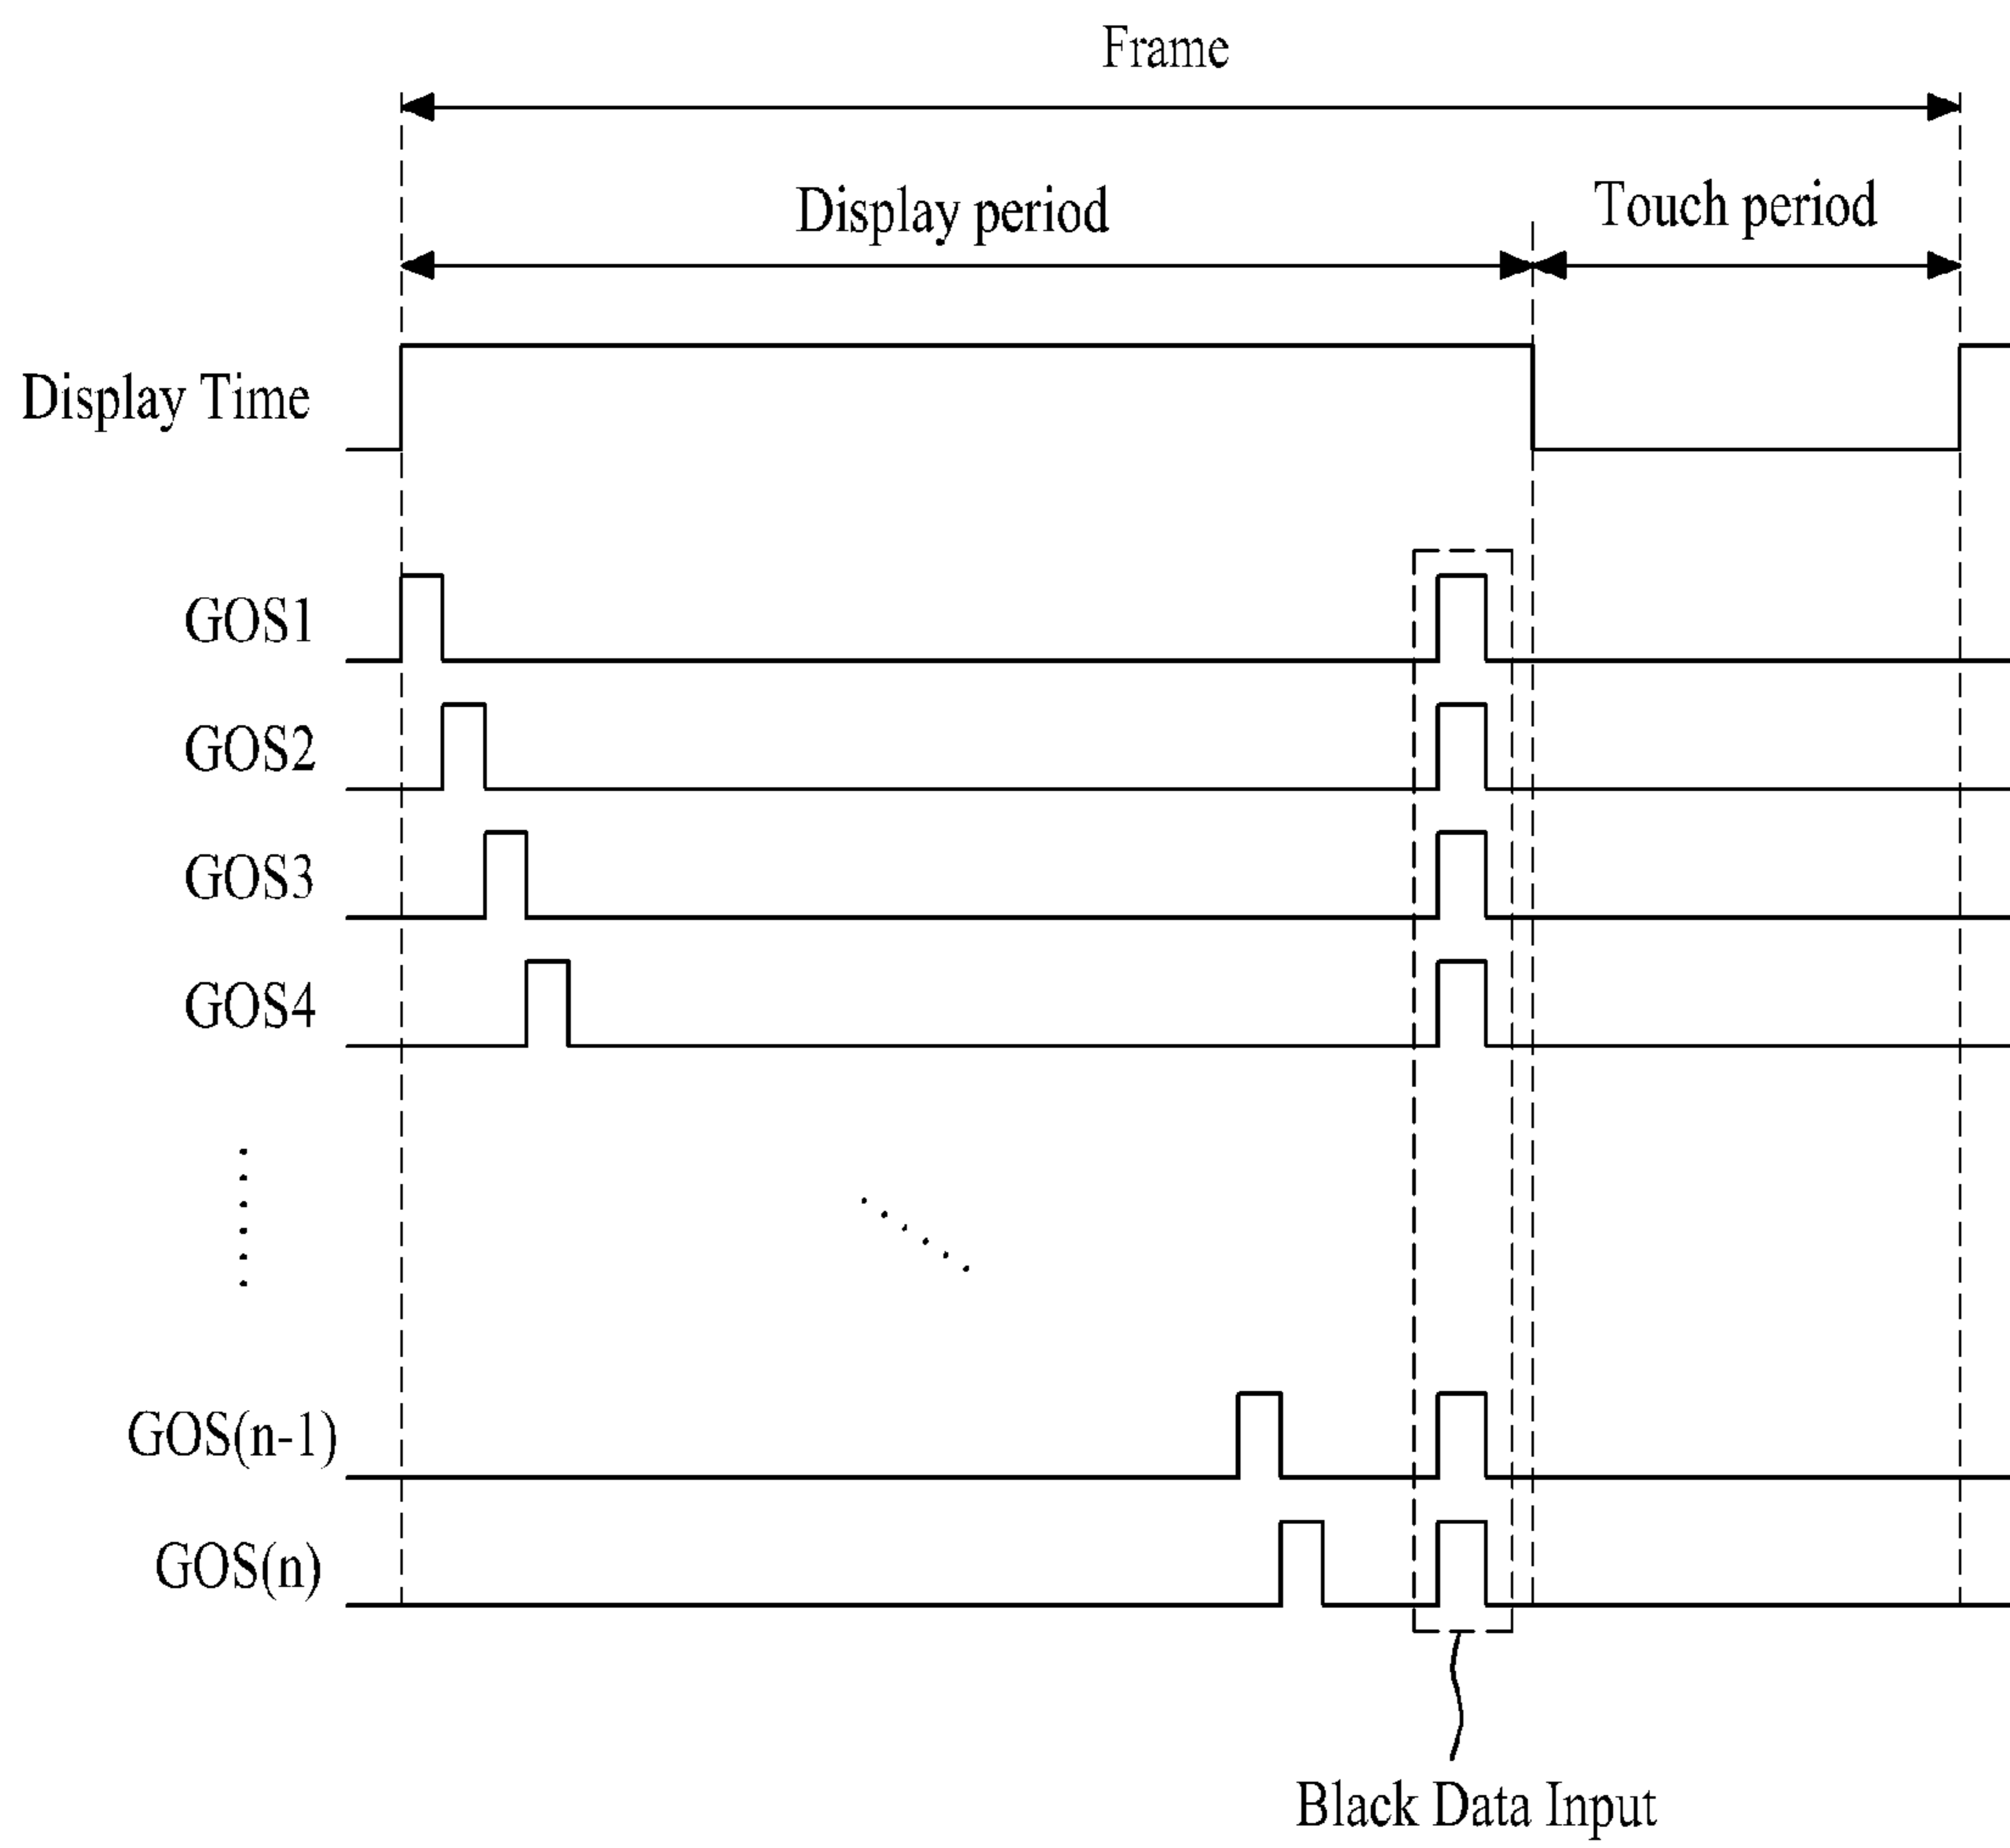 Frame
Display period
Touch period
Display Time
GOS1
GOS2
GOS3
GOS4
GOS(n-1)
GOS(n)
Black Data Input